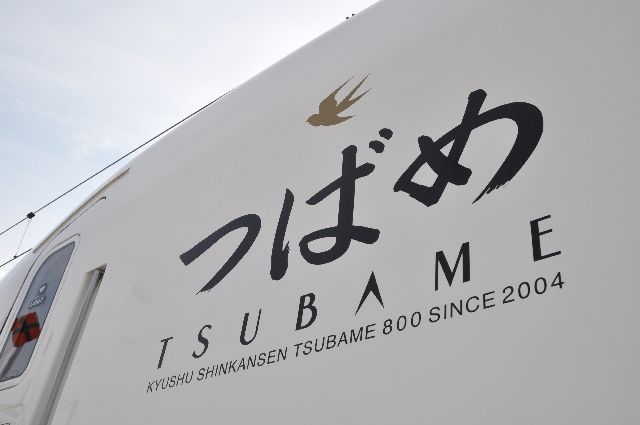 つばめ
TSUBAME
KYUSHU SHINKANSEN TSUBAME 800 SINCE 2004